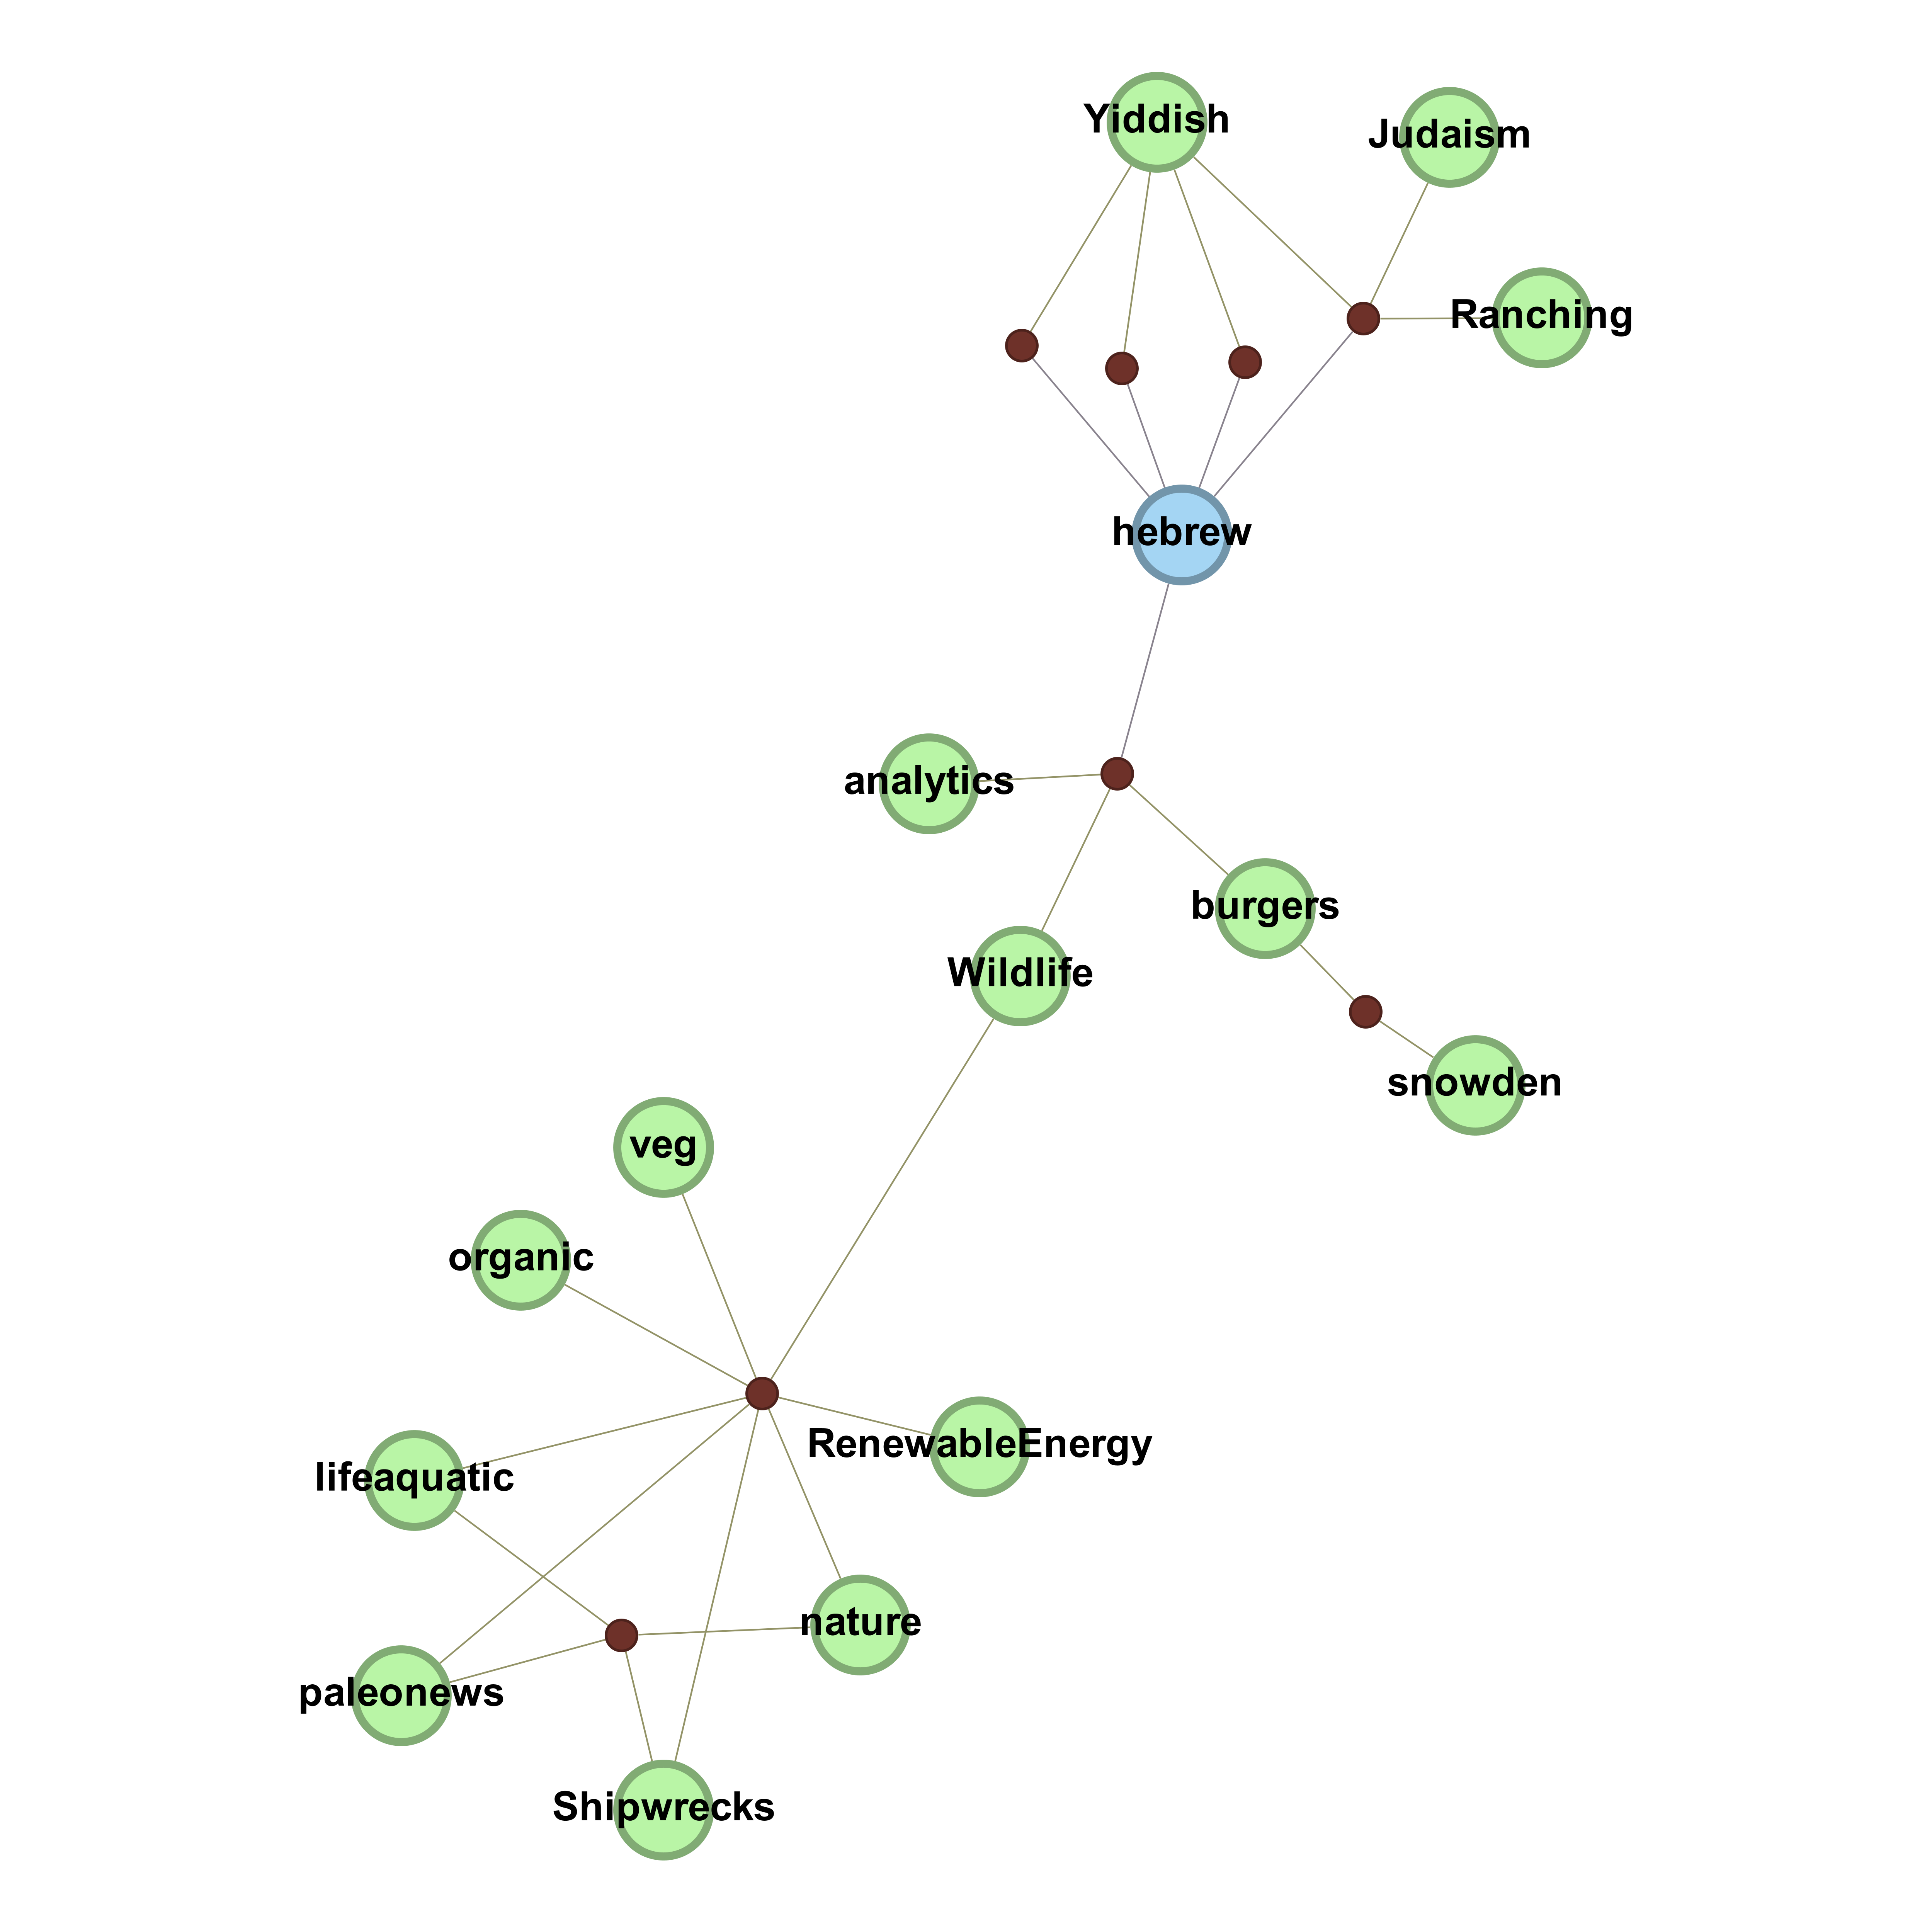 Yiddish
Judaism
Ranching
hebrew
analytics
burgers
Wildlife
snowden
veg
organic
RenewableEnergy
lifeaquatic
nature
paleonews
Shipwrecks